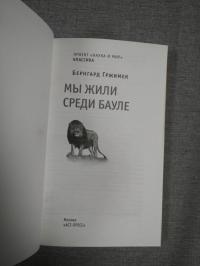 ПРОЕКТ «НАУКА И МИР»
КЛАССИКА
БЕРНГАРД ГРЖИМЕК
МЫ ЖИЛИ
СРЕДИ БАУЛЕ
Москва
«АСТ-ПРЕСС»